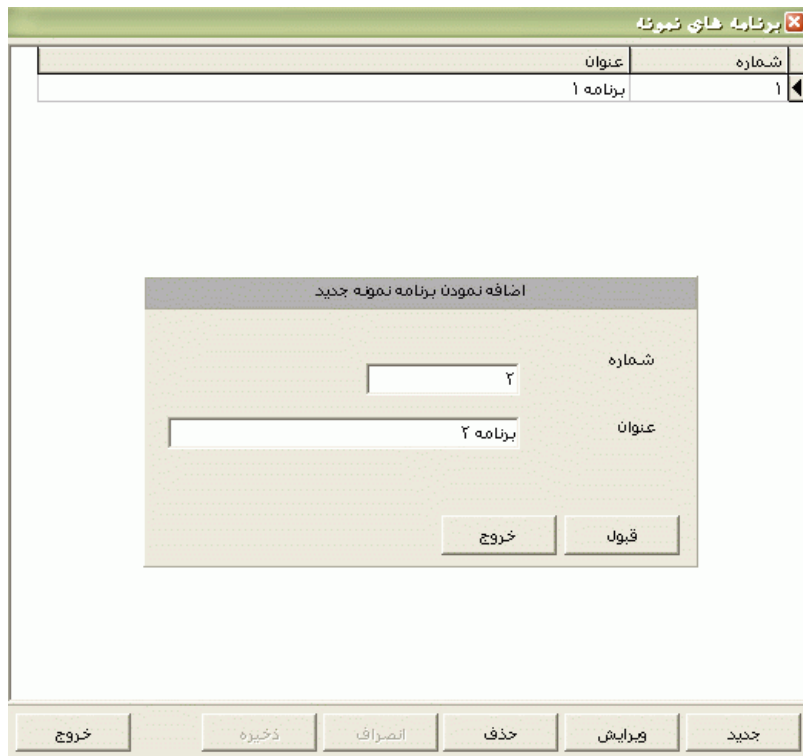 برنامه های نمونه
شماره عنوان
۱ برنامه ۱
اضافه نمودن برنامه نمونه جدید
شماره
۲
عنوان
برنامه ۲
قبول خروج
جدید ویرایش حذف انصراف ذخیره خروج